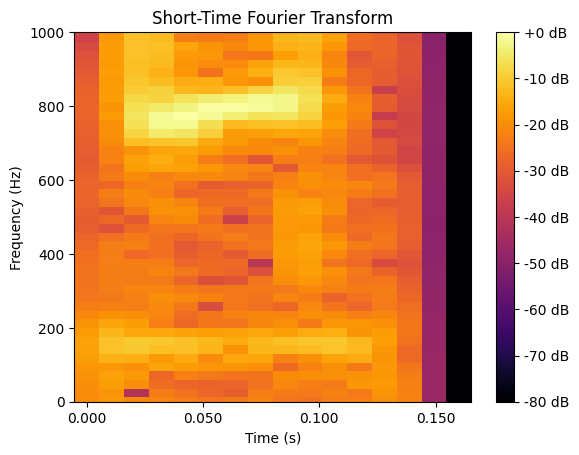 Short-Time Fourier Transform
1000
800
600
400
200
0
Frequency (Hz)
0.000
0.050
0.100
0.150
Time (s)
+0 dB
-10 dB
-20 dB
-30 dB
-40 dB
-50 dB
-60 dB
-70 dB
-80 dB